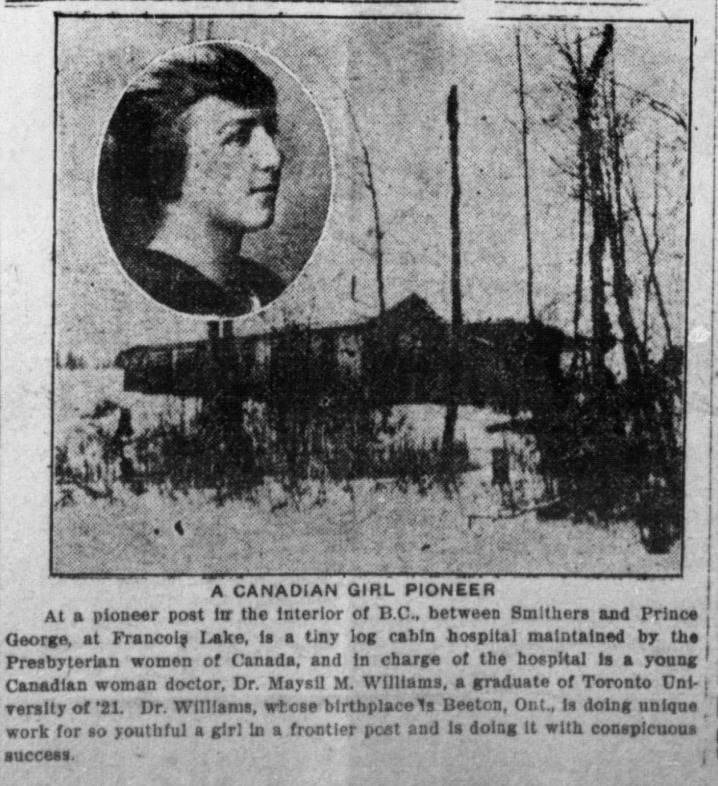 A CANADIAN GIRL PIONEER
At a pioneer post in the interior of B.C., between Smithers and Prince
George, at Francois Lake, is a tiny log cabin hospital maintained by the
Presbyterian women of Canada, and in charge of the hospital is a young
Canadian woman doctor, Dr. Maysil M. Williams, a graduate of Toronto Uni-
versity of '21. Dr. Williams, whose birthplace is Beeton, Ont., is doing unique
work for so youthful a girl in a frontier post and is doing it with conspicuous
success.